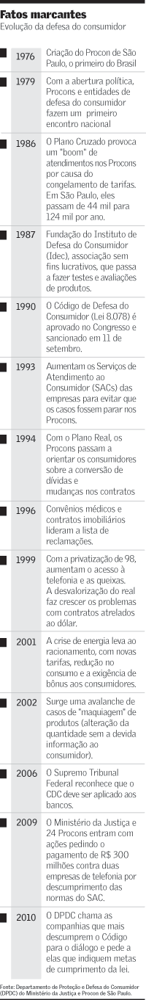 Fatos marcantes
Evolução da defesa do consumidor
1976
Criação do Procon de São
Paulo, o primeiro do Brasil
1979
Com a abertura política,
Procons e entidades de
defesa do consumidor
fazem um primeiro
encontro nacional
1986
O Plano Cruzado provoca
um "boom" de
atendimentos nos Procons
por causa do
congelamento de tarifas.
Em São Paulo, eles
passam de 44 mil para
124 mil por ano.
1987
Fundação do Instituto de
Defesa do Consumidor
(Idec), associação sem
fins lucrativos, que passa
a fazer testes e avaliações
de produtos.
1990
O Código de Defesa do
Consumidor (Lei 8.078) é
aprovado no Congresso e
sancionado em 11 de
setembro.
1993
Aumentam os Serviços de
Atendimento ao
Consumidor (SACs) das
empresas para evitar que
os casos fossem parar nos
Procons.
1994
Com o Plano Real, os
Procons passam a
orientar os consumidores
sobre a conversão de
dívidas e
mudanças nos contratos
1996
Convênios médicos e
contratos imobiliários
lideram a lista de
reclamações.
1999
Com a privatização de 98,
aumentam o acesso à
telefonia e as queixas.
A desvalorização do real
faz crescer os problemas
com contratos atrelados
ao dólar.
2001
A crise de energia leva ao
racionamento, com novas
tarifas, redução no
consumo e a exigência de
bônus aos consumidores.
2002
Surge uma avalanche de
casos de "maquiagem" de
produtos (alteração da
quantidade sem a devida
informação ao
consumidor).
2006
O Supremo Tribunal
Federal reconhece que o
CDC deve ser aplicado aos
bancos.
2009
O Ministério da Justiça e
24 Procons entram com
ações pedindo o
pagamento de R$ 300
milhões contra duas
empresas de telefonia por
descumprimento das
normas do SAC.
2010
O DPDC chama as
companhias que mais
descumprem o Código
para o diálogo e pede a
elas que indiquem metas
de cumprimento da lei.
Fonte: Departamento de Proteção e Defesa do Consumidor
(DPDC) do Ministério da Justiça e Procon de São Paulo.